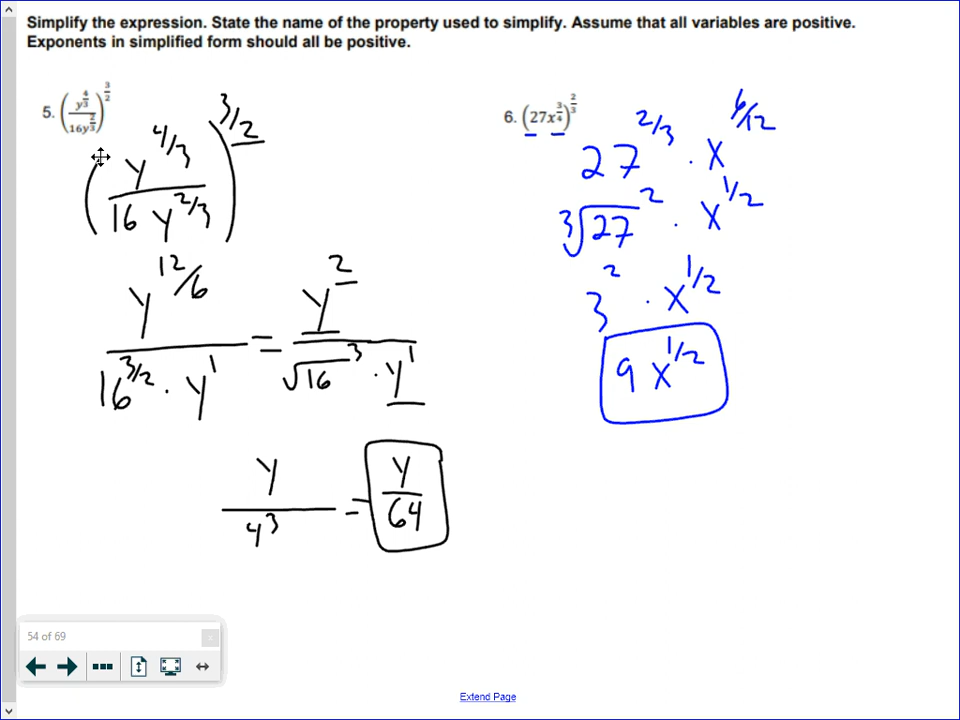 Simplify the expression. State the name of the property used to simplify. Assume that all variables are positive.
Exponents in simplified form should all be positive.
5. (y^(4/3) / 16y^(2/3))^(3/2)
(y^(4/3) / 16 y^(2/3))^(3/2)
y^(12/6) / 16^(3/2) · y^1 = y^2 / √16^3 · y^1
y / 4^3 = y / 64
6. (27x^(3/4))^(2/3)
27^(2/3) · x^(6/12)
∛27^2 · x^(1/2)
3^2 · x^(1/2)
9 x^(1/2)
54 of 69
x
Extend Page